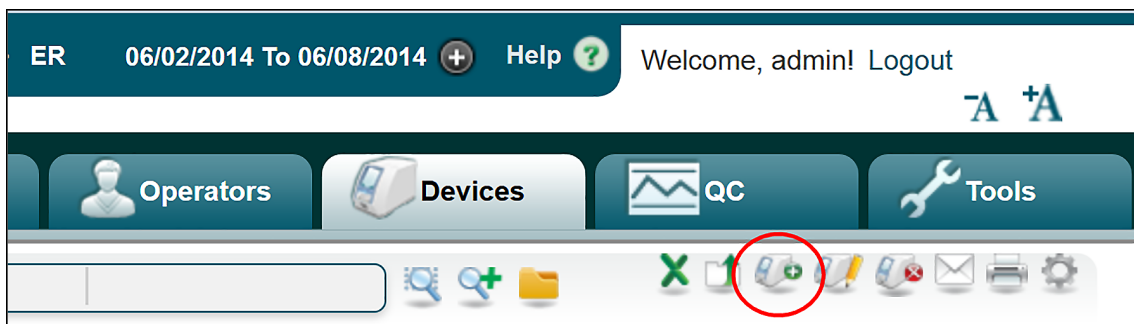 ER 06/02/2014 To 06/08/2014 Help ? Welcome, admin! Logout
-A +A
Operators Devices QC Tools